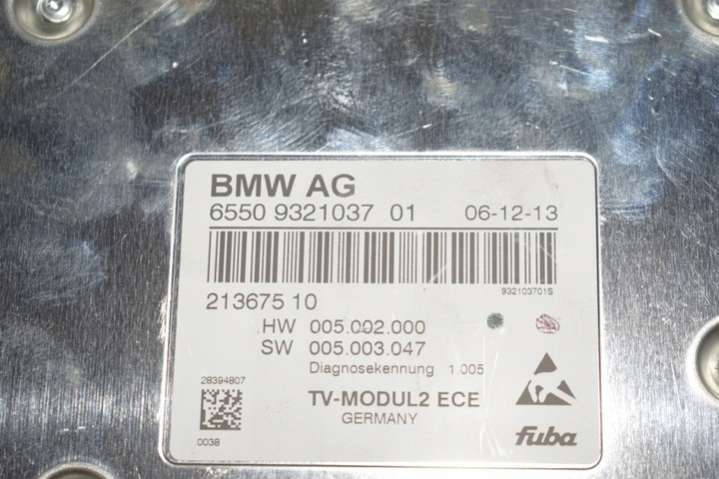 BMW AG
6550 9321037 01 06-12-13
932103701S
213675 10
HW 005.002.000
SW 005.003.047
Diagnosekennung 1.005
28394807
TV-MODUL2 ECE
GERMANY
0038
fuba